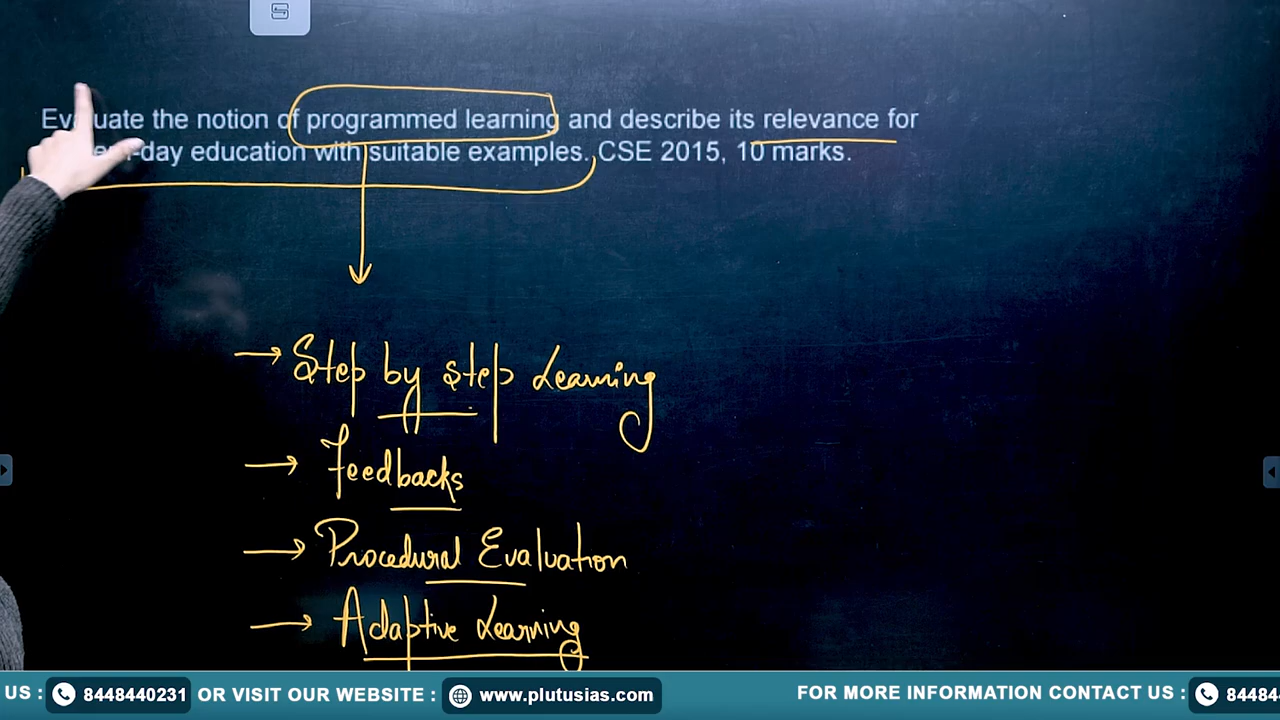 Evaluate the notion of programmed learning and describe its relevance for
-day education with suitable examples. CSE 2015, 10 marks.
→ Step by step Learning
→ Feedbacks
→ Procedural Evaluation
→ Adaptive Learning
US : 8448440231 OR VISIT OUR WEBSITE : www.plutusias.com FOR MORE INFORMATION CONTACT US : 84484